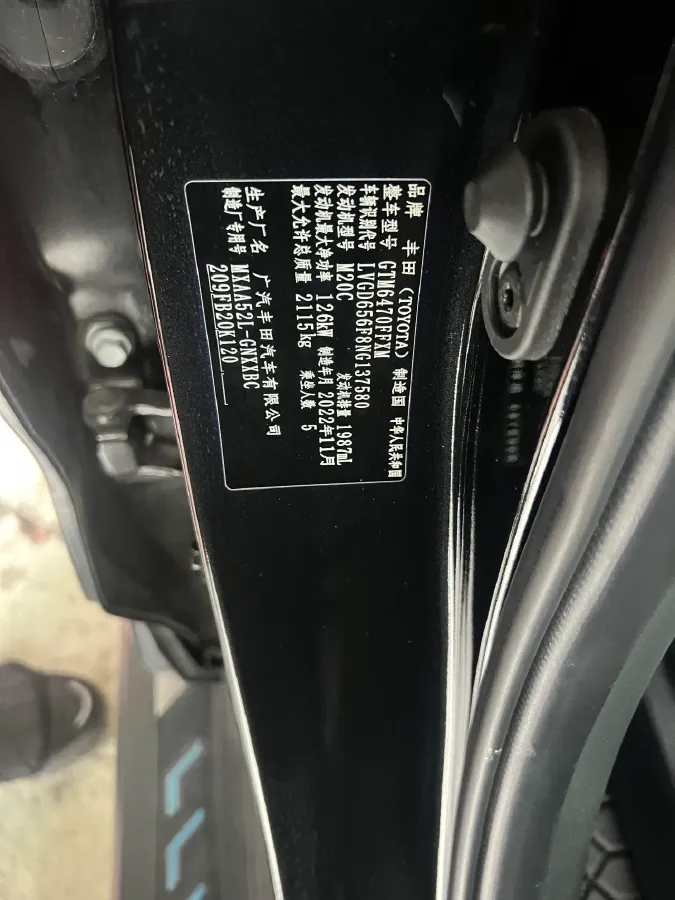 品牌 丰田（TOYOTA） 制造国 中华人民共和国
整车型号 GTM6470FFXM
车辆识别代号 LVGD656F8NG137580
发动机型号 M20C 发动机排量 1987mL
发动机最大净功率 126kW 制造年月 2022年11月
最大允许总质量 2115kg 乘坐人数 5
生产厂名 广汽丰田汽车有限公司
制造厂专用号 MXAA52L-GNXXBC
209FB20K120